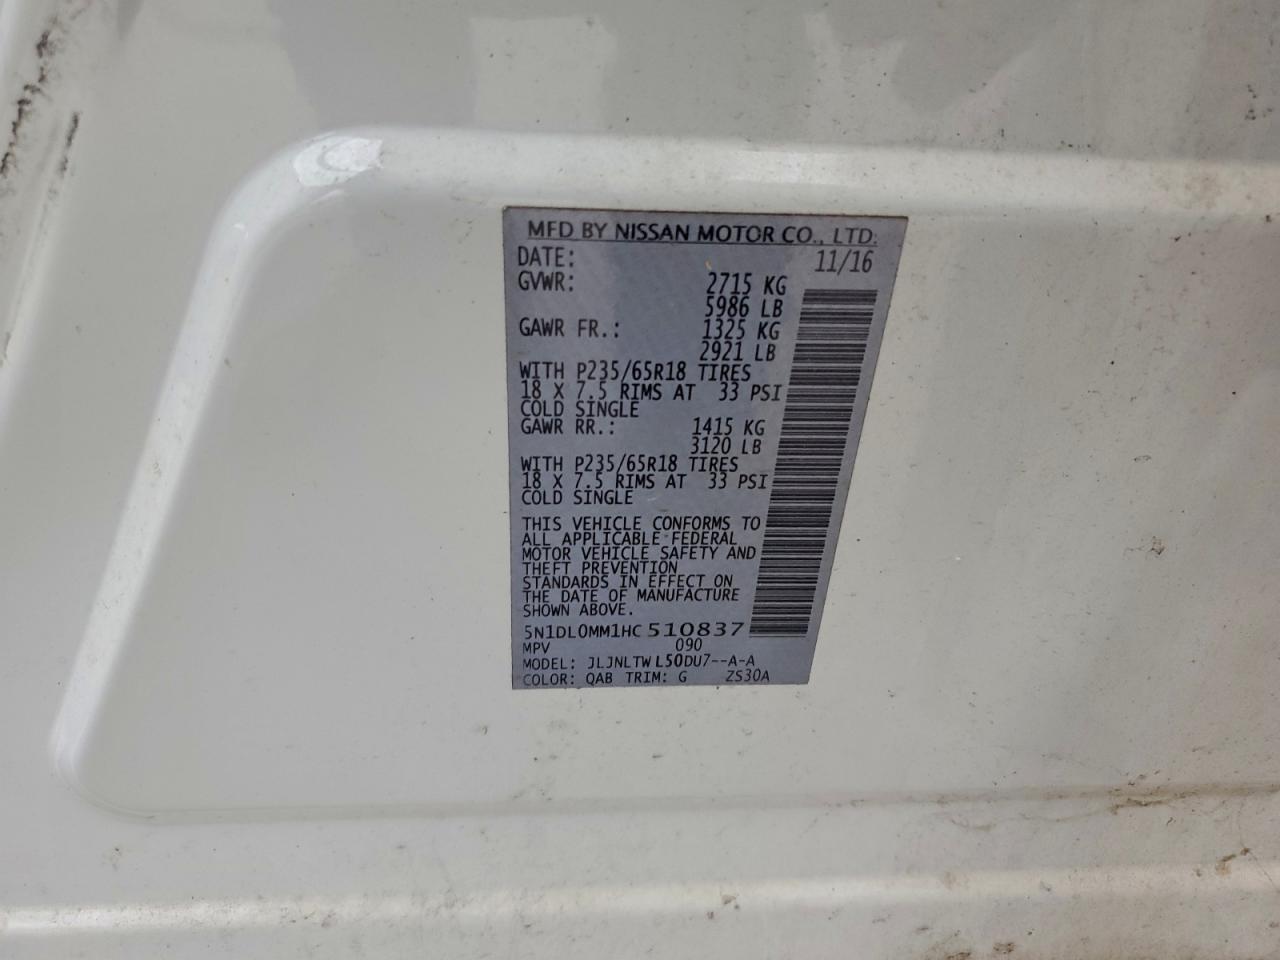 MFD BY NISSAN MOTOR CO., LTD.
DATE: 11/16
GVWR: 2715 KG
5986 LB
GAWR FR.: 1325 KG
2921 LB
WITH P235/65R18 TIRES
18 X 7.5 RIMS AT 33 PSI
COLD SINGLE
GAWR RR.: 1415 KG
3120 LB
WITH P235/65R18 TIRES
18 X 7.5 RIMS AT 33 PSI
COLD SINGLE
THIS VEHICLE CONFORMS TO
ALL APPLICABLE FEDERAL
MOTOR VEHICLE SAFETY AND
THEFT PREVENTION
STANDARDS IN EFFECT ON
THE DATE OF MANUFACTURE
SHOWN ABOVE.
5N1DL0MM1HC510837
MPV 090
MODEL: JLJNLTWL50DU7--A-A
COLOR: QAB TRIM: G ZS30A